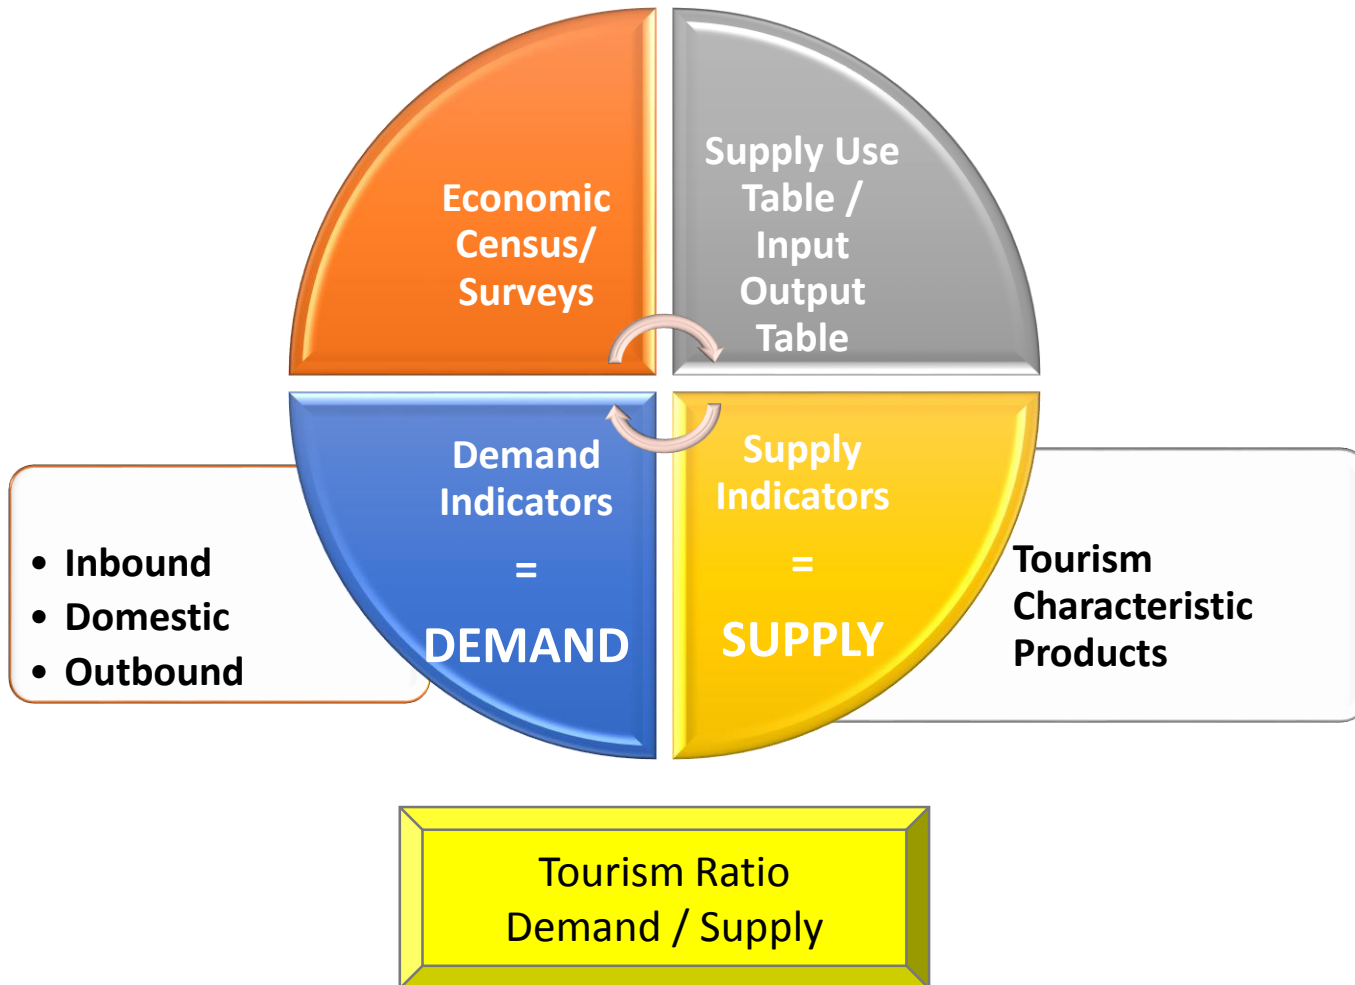 Economic
Census/
Surveys
Supply Use
Table /
Input
Output
Table
Demand
Indicators
=
DEMAND
Supply
Indicators
=
SUPPLY
• Inbound
• Domestic
• Outbound
Tourism
Characteristic
Products
Tourism Ratio
Demand / Supply